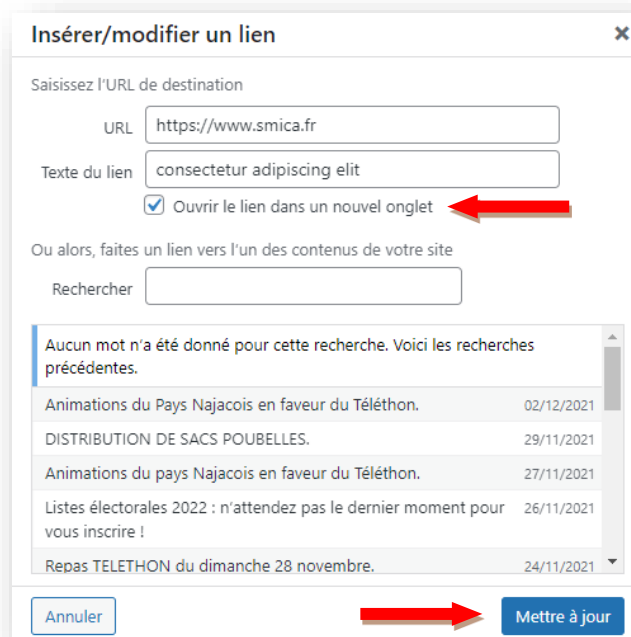 Insérer/modifier un lien
Saisissez l'URL de destination
URL https://www.smica.fr
Texte du lien consectetur adipiscing elit
Ouvrir le lien dans un nouvel onglet
Ou alors, faites un lien vers l'un des contenus de votre site
Rechercher
Aucun mot n'a été donné pour cette recherche. Voici les recherches
précédentes.
Animations du Pays Najacois en faveur du Téléthon. 02/12/2021
DISTRIBUTION DE SACS POUBELLES. 29/11/2021
Animations du pays Najacois en faveur du Téléthon. 27/11/2021
Listes électorales 2022 : n'attendez pas le dernier moment pour 26/11/2021
vous inscrire !
Repas TELETHON du dimanche 28 novembre. 24/11/2021
Annuler Mettre à jour